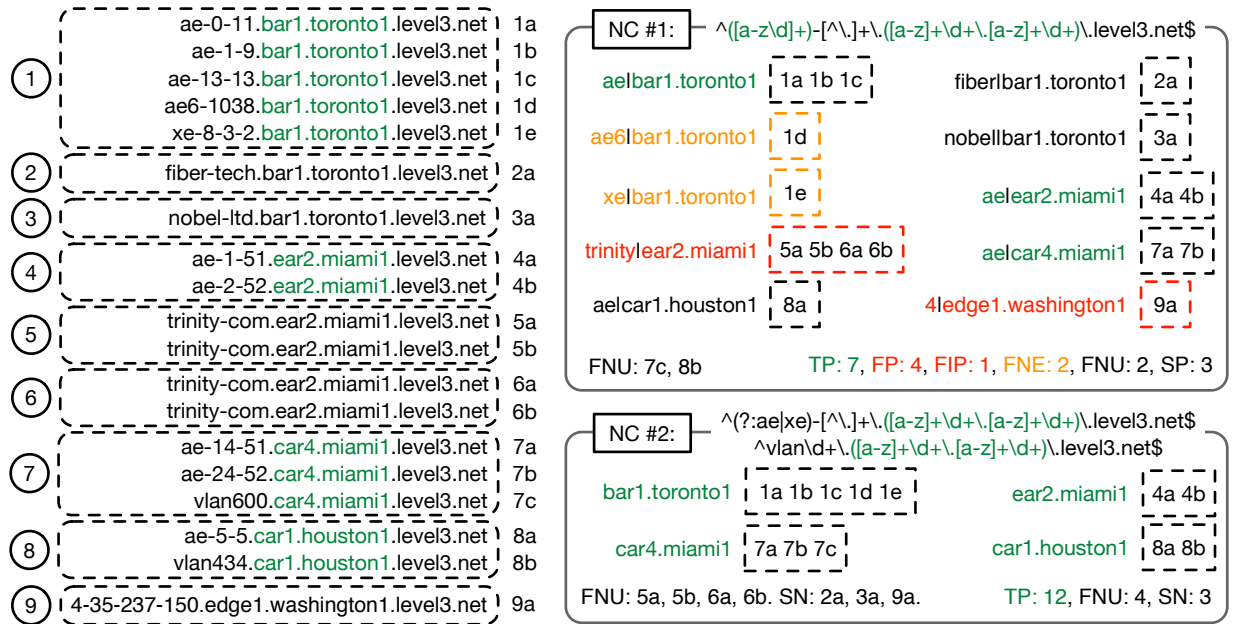 1
ae-0-11.bar1.toronto1.level3.net 1a
ae-1-9.bar1.toronto1.level3.net 1b
ae-13-13.bar1.toronto1.level3.net 1c
ae6-1038.bar1.toronto1.level3.net 1d
xe-8-3-2.bar1.toronto1.level3.net 1e
2 fiber-tech.bar1.toronto1.level3.net 2a
3 nobel-ltd.bar1.toronto1.level3.net 3a
4
ae-1-51.ear2.miami1.level3.net 4a
ae-2-52.ear2.miami1.level3.net 4b
5
trinity-com.ear2.miami1.level3.net 5a
trinity-com.ear2.miami1.level3.net 5b
6
trinity-com.ear2.miami1.level3.net 6a
trinity-com.ear2.miami1.level3.net 6b
7
ae-14-51.car4.miami1.level3.net 7a
ae-24-52.car4.miami1.level3.net 7b
vlan600.car4.miami1.level3.net 7c
8
ae-5-5.car1.houston1.level3.net 8a
vlan434.car1.houston1.level3.net 8b
9 4-35-237-150.edge1.washington1.level3.net 9a
NC #1: ^([a-z\d]+)-[^\.]+\.([a-z]+\d+\.[a-z]+\d+)\.level3.net$
ae|bar1.toronto1 1a 1b 1c
fiber|bar1.toronto1 2a
ae6|bar1.toronto1 1d
nobel|bar1.toronto1 3a
xe|bar1.toronto1 1e
ae|ear2.miami1 4a 4b
trinity|ear2.miami1 5a 5b 6a 6b
ae|car4.miami1 7a 7b
ae|car1.houston1 8a
4|edge1.washington1 9a
FNU: 7c, 8b
TP: 7, FP: 4, FIP: 1, FNE: 2, FNU: 2, SP: 3
NC #2: ^(?:ae|xe)-[^\.]+\.([a-z]+\d+\.[a-z]+\d+)\.level3.net$
^vlan\d+\.([a-z]+\d+\.[a-z]+\d+)\.level3.net$
bar1.toronto1 1a 1b 1c 1d 1e
ear2.miami1 4a 4b
car4.miami1 7a 7b 7c
car1.houston1 8a 8b
FNU: 5a, 5b, 6a, 6b. SN: 2a, 3a, 9a.
TP: 12, FNU: 4, SN: 3